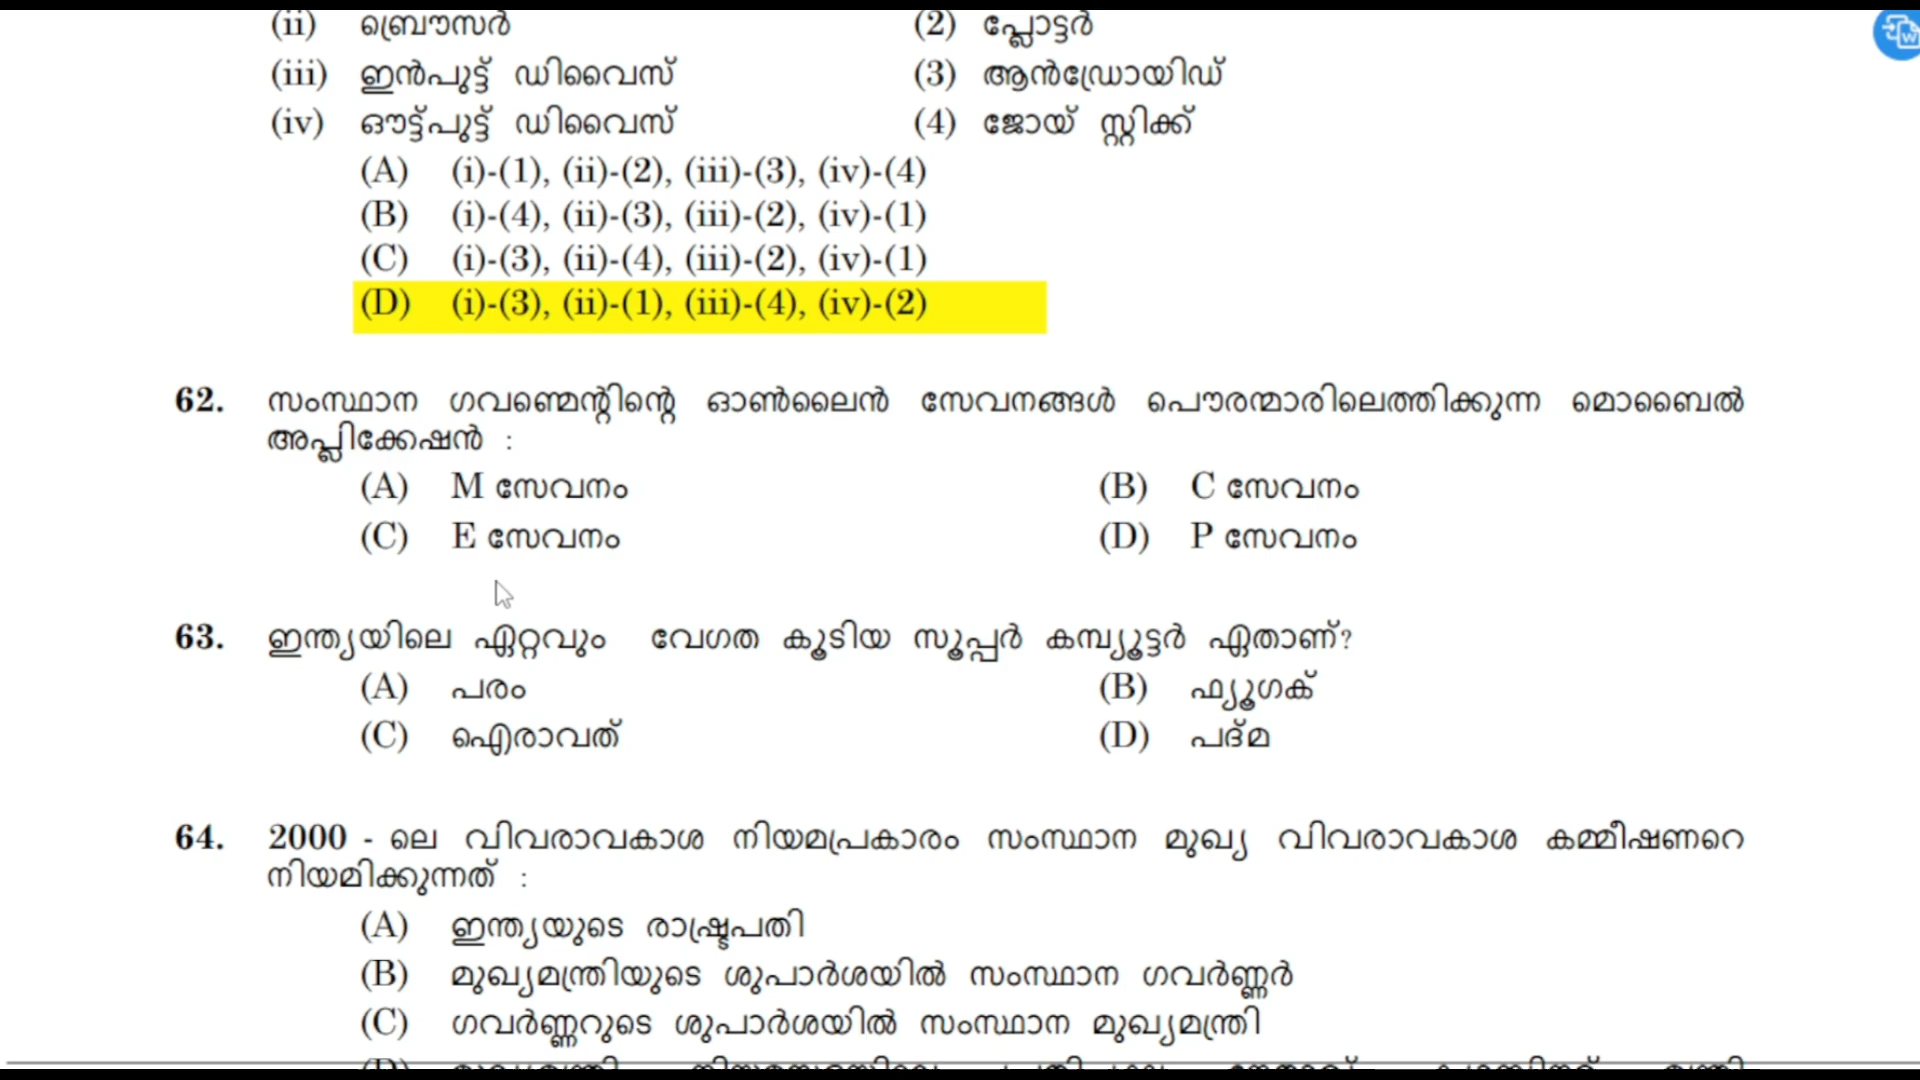 (ii) ബ്രൌസർ (2) പ്ലോട്ടർ
(iii) ഇൻപുട്ട് ഡിവൈസ് (3) ആൻഡ്രോയിഡ്
(iv) ഔട്ട്പുട്ട് ഡിവൈസ് (4) ജോയ് സ്റ്റിക്ക്
(A) (i)-(1), (ii)-(2), (iii)-(3), (iv)-(4)
(B) (i)-(4), (ii)-(3), (iii)-(2), (iv)-(1)
(C) (i)-(3), (ii)-(4), (iii)-(2), (iv)-(1)
(D) (i)-(3), (ii)-(1), (iii)-(4), (iv)-(2)
62. സംസ്ഥാന ഗവണ്മെന്റിന്റെ ഓൺലൈൻ സേവനങ്ങൾ പൌരന്മാരിലെത്തിക്കുന്ന മൊബൈൽ
അപ്ലിക്കേഷൻ :
(A) M സേവനം (B) C സേവനം
(C) E സേവനം (D) P സേവനം
63. ഇന്ത്യയിലെ ഏറ്റവും വേഗത കൂടിയ സൂപ്പർ കമ്പ്യൂട്ടർ ഏതാണ്?
(A) പരം (B) ഫ്യൂഗക്
(C) ഐരാവത് (D) പദ്മ
64. 2000 - ലെ വിവരാവകാശ നിയമപ്രകാരം സംസ്ഥാന മുഖ്യ വിവരാവകാശ കമ്മീഷണറെ
നിയമിക്കുന്നത് :
(A) ഇന്ത്യയുടെ രാഷ്ട്രപതി
(B) മുഖ്യമന്ത്രിയുടെ ശുപാർശയിൽ സംസ്ഥാന ഗവർണ്ണർ
(C) ഗവർണ്ണറുടെ ശുപാർശയിൽ സംസ്ഥാന മുഖ്യമന്ത്രി